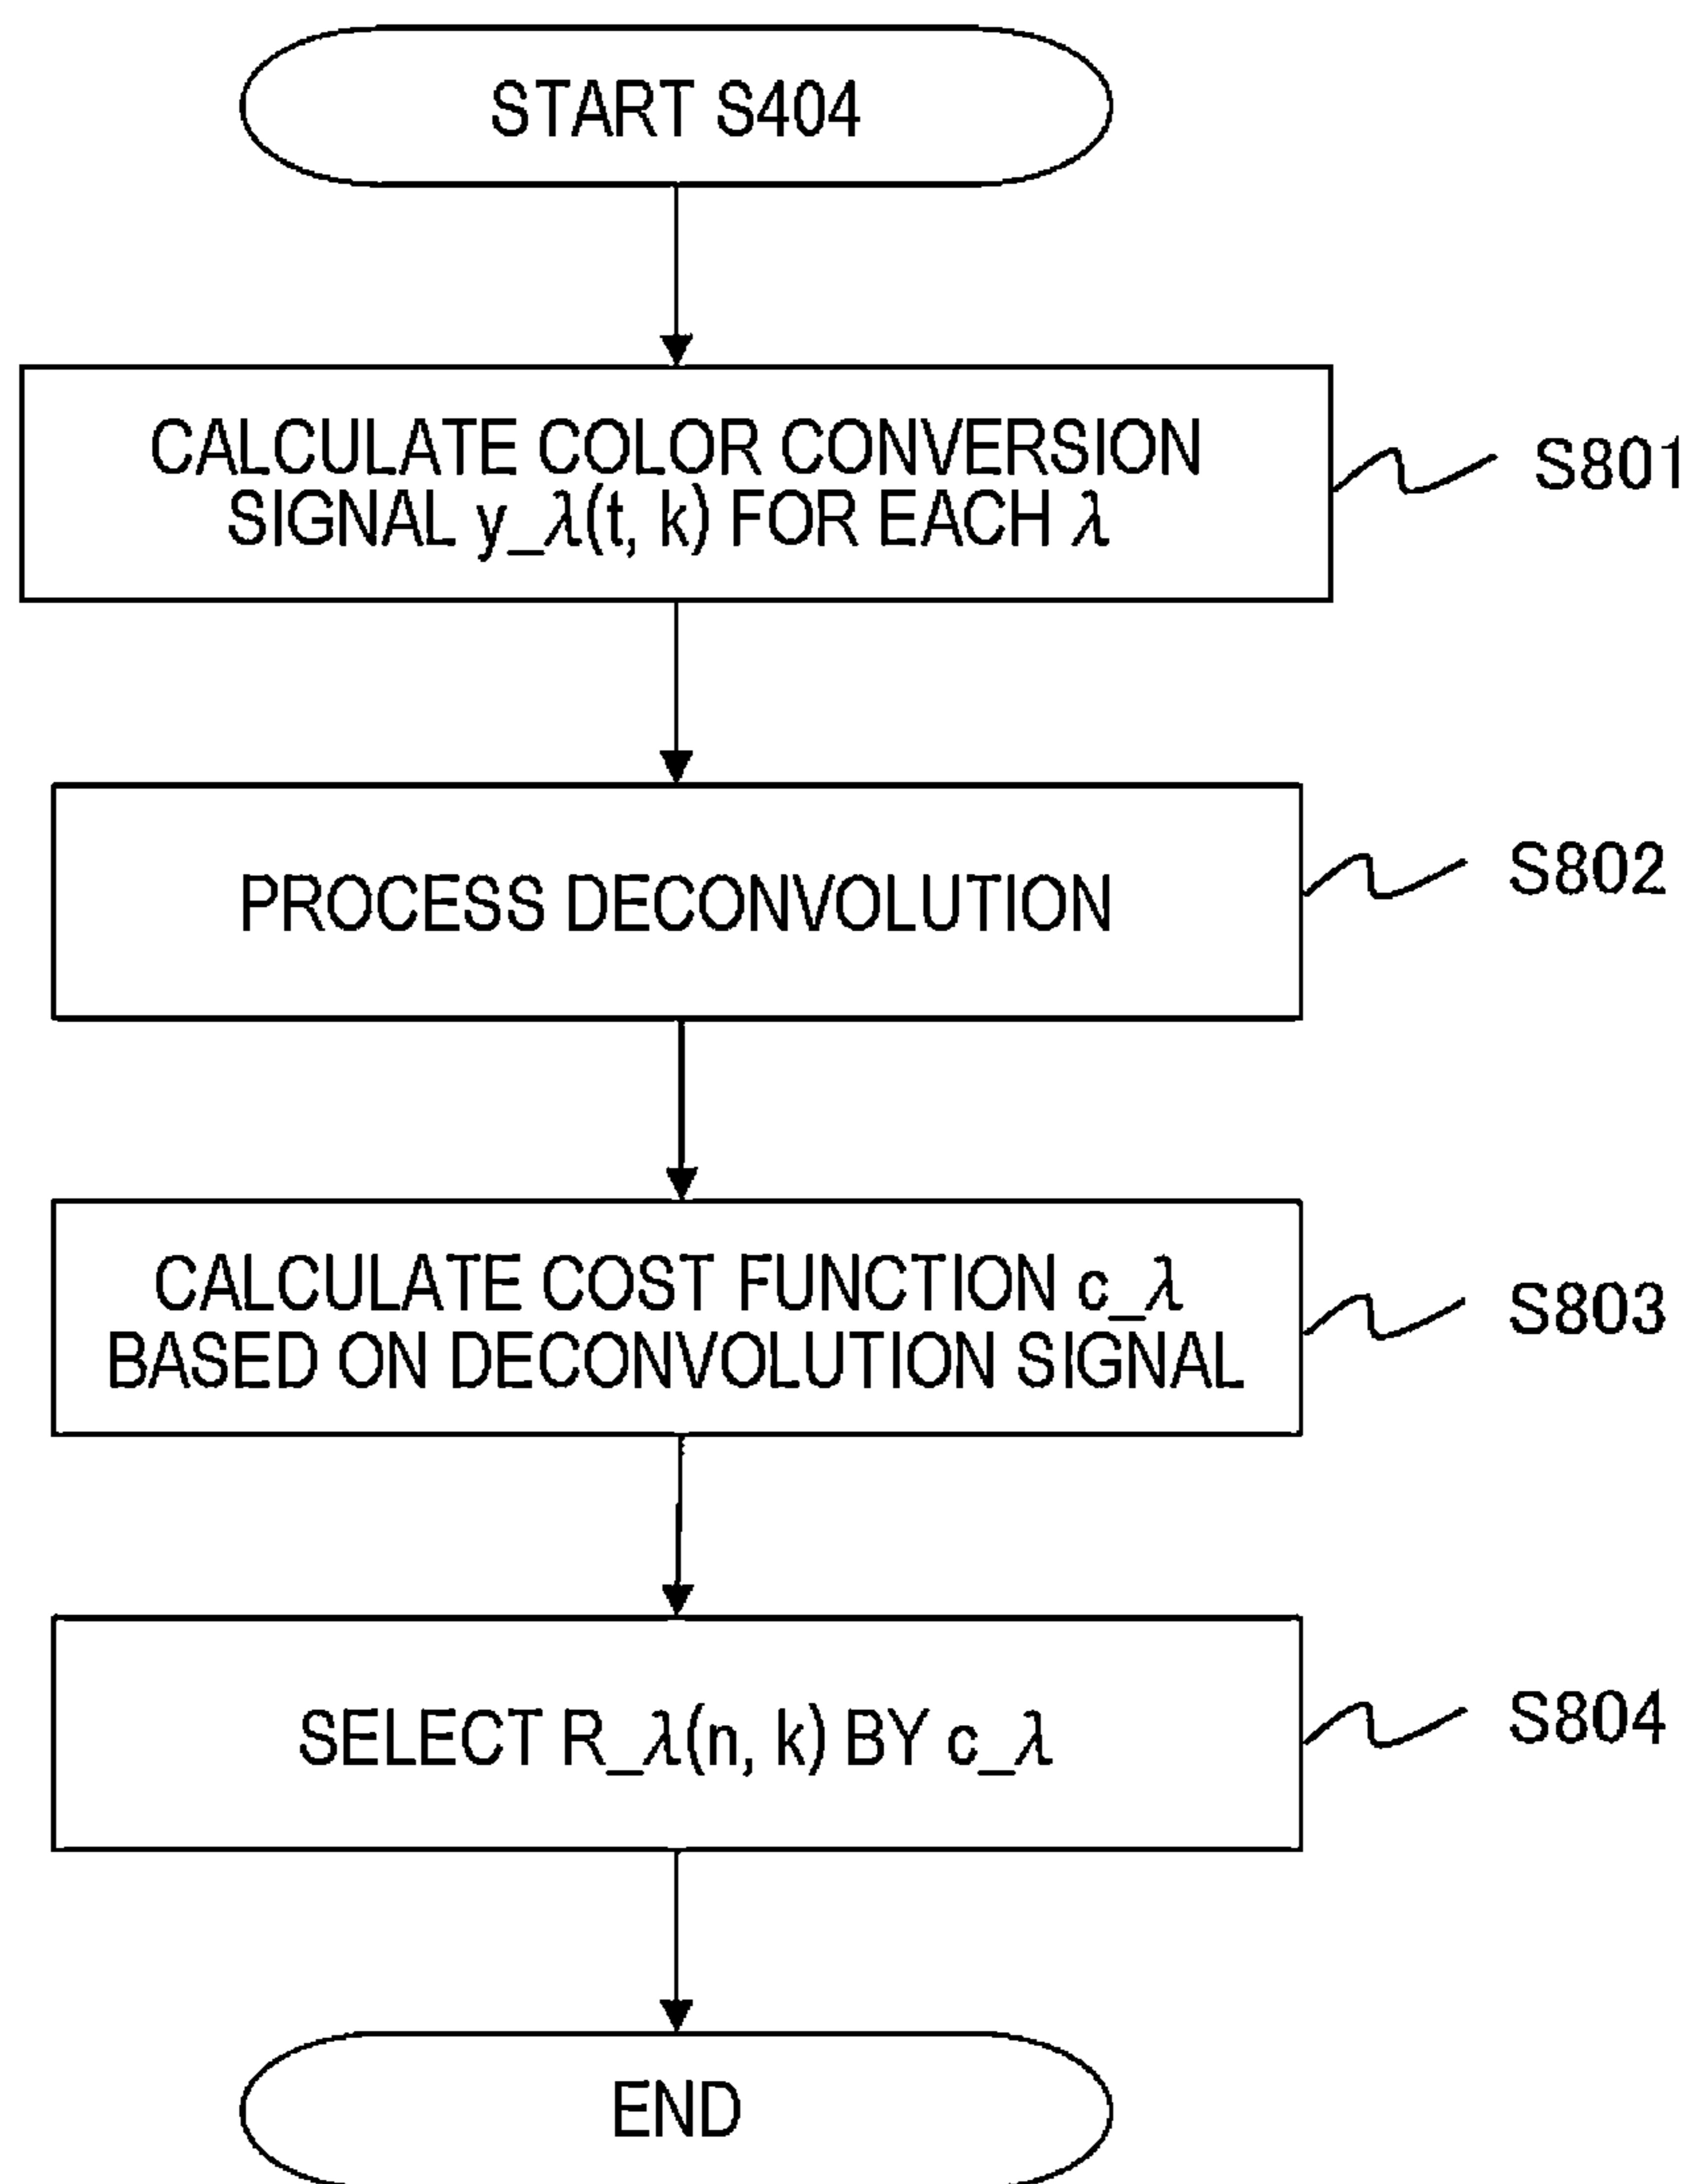 START S404
CALCULATE COLOR CONVERSION
SIGNAL y_λ(t, k) FOR EACH λ
S801
PROCESS DECONVOLUTION
S802
CALCULATE COST FUNCTION c_λ
BASED ON DECONVOLUTION SIGNAL
S803
SELECT R_λ(n, k) BY c_λ
S804
END